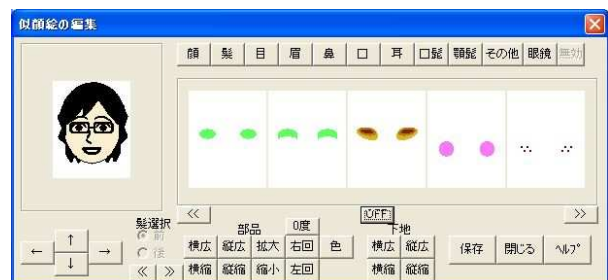 似顔絵の編集
顔 髪 目 眉 鼻 口 耳 口髭 顎髭 その他 眼鏡 無効
<< OFF >>
髪選択 部品 0度 下地
前
↑ 横広 縦広 拡大 右回 色 横広 縦広 保存 閉じる ヘルプ
← → 後
↓ << >> 横縮 縦縮 縮小 左回 横縮 縦縮